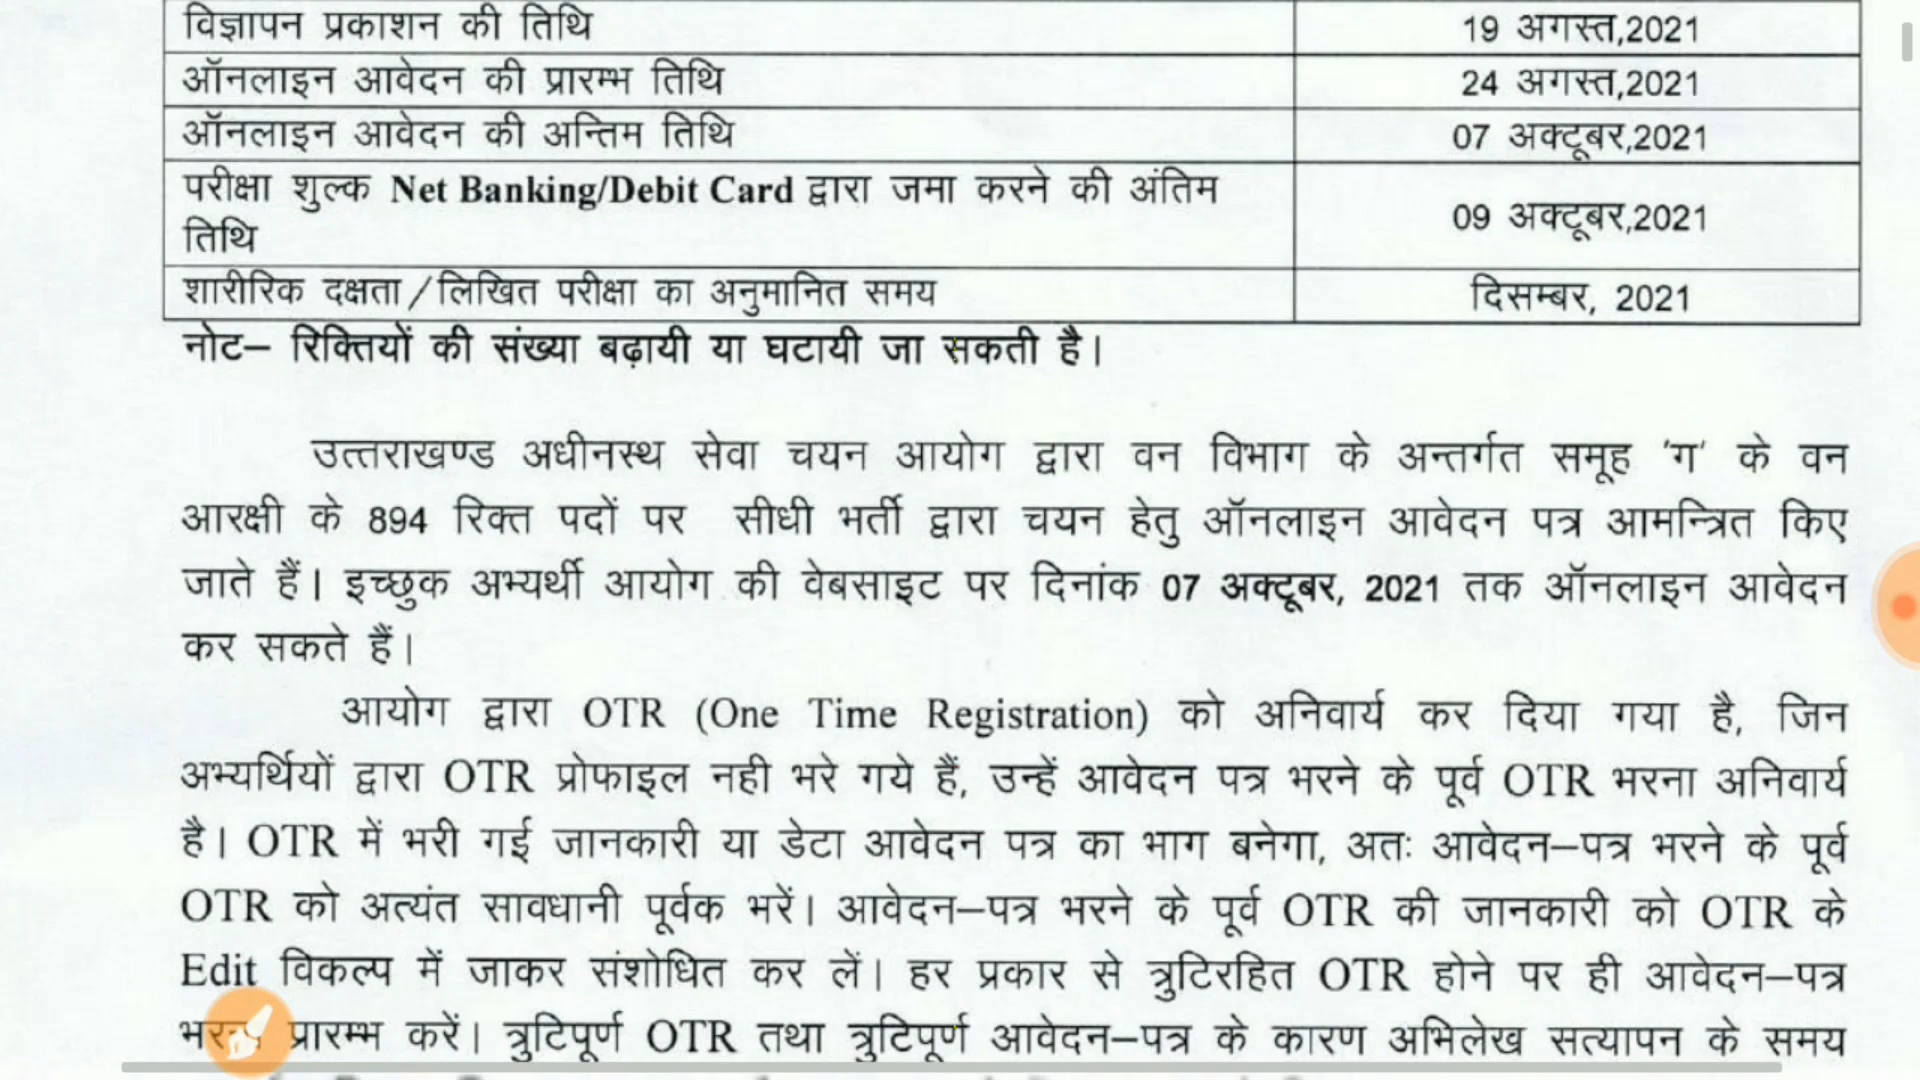 विज्ञापन प्रकाशन की तिथि 19 अगस्त,2021
ऑनलाइन आवेदन की प्रारम्भ तिथि 24 अगस्त,2021
ऑनलाइन आवेदन की अन्तिम तिथि 07 अक्टूबर,2021
परीक्षा शुल्क Net Banking/Debit Card द्वारा जमा करने की अंतिम
तिथि 09 अक्टूबर,2021
शारीरिक दक्षता/लिखित परीक्षा का अनुमानित समय दिसम्बर, 2021
नोट– रिक्तियों की संख्या बढ़ायी या घटायी जा सकती है।
उत्तराखण्ड अधीनस्थ सेवा चयन आयोग द्वारा वन विभाग के अन्तर्गत समूह 'ग' के वन
आरक्षी के 894 रिक्त पदों पर सीधी भर्ती द्वारा चयन हेतु ऑनलाइन आवेदन पत्र आमन्त्रित किए
जाते हैं। इच्छुक अभ्यर्थी आयोग की वेबसाइट पर दिनांक 07 अक्टूबर, 2021 तक ऑनलाइन आवेदन
कर सकते हैं।
आयोग द्वारा OTR (One Time Registration) को अनिवार्य कर दिया गया है, जिन
अभ्यर्थियों द्वारा OTR प्रोफाइल नही भरे गये हैं, उन्हें आवेदन पत्र भरने के पूर्व OTR भरना अनिवार्य
है। OTR में भरी गई जानकारी या डेटा आवेदन पत्र का भाग बनेगा, अतः आवेदन–पत्र भरने के पूर्व
OTR को अत्यंत सावधानी पूर्वक भरें। आवेदन–पत्र भरने के पूर्व OTR की जानकारी को OTR के
Edit विकल्प में जाकर संशोधित कर लें। हर प्रकार से त्रुटिरहित OTR होने पर ही आवेदन–पत्र
प्रारम्भ करें। त्रुटिपूर्ण OTR तथा त्रुटिपूर्ण आवेदन–पत्र के कारण अभिलेख सत्यापन के समय